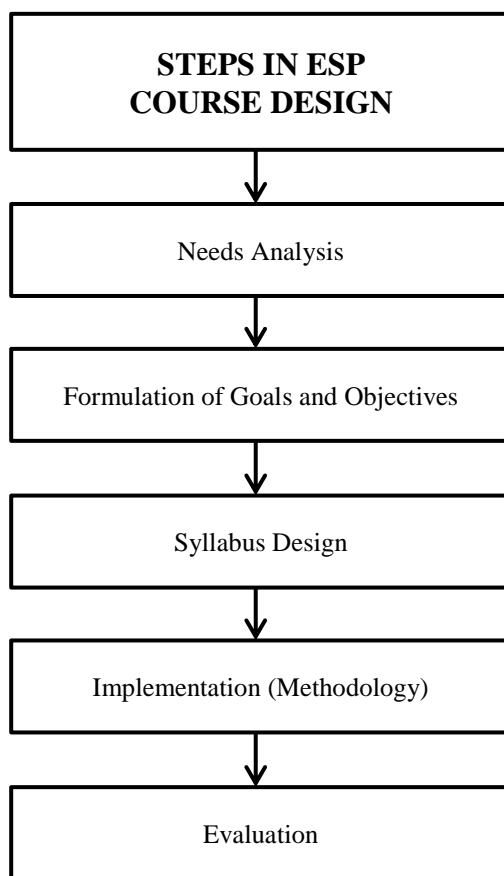 STEPS IN ESP
COURSE DESIGN
Needs Analysis
Formulation of Goals and Objectives
Syllabus Design
Implementation (Methodology)
Evaluation